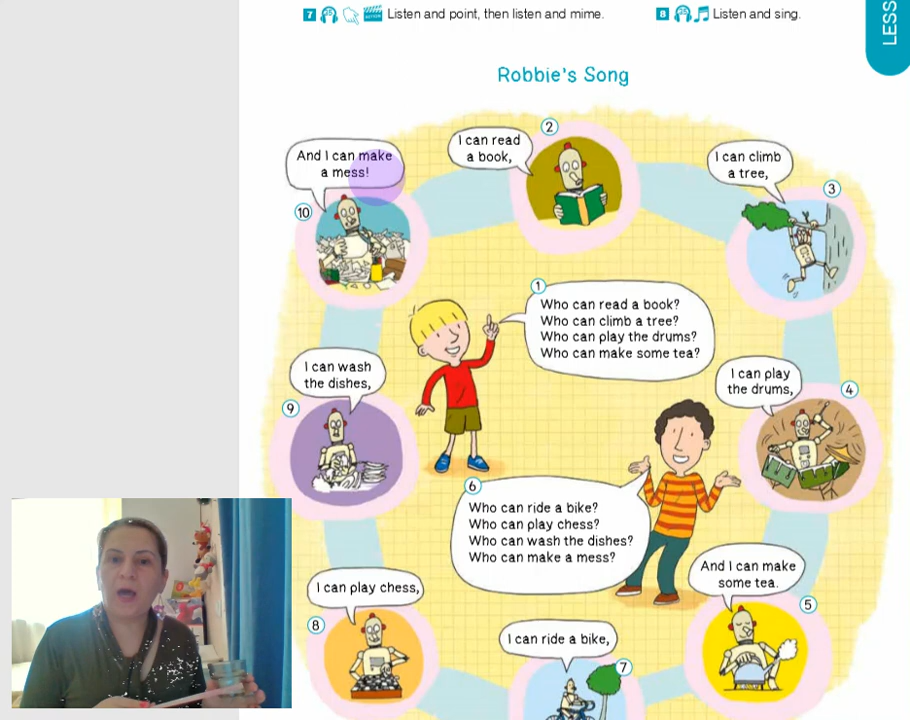 7 Listen and point, then listen and mime.
8 Listen and sing.
LESS
Robbie's Song
2
I can read
a book,
And I can make
a mess!
I can climb
a tree,
3
10
1
Who can read a book?
Who can climb a tree?
Who can play the drums?
Who can make some tea?
I can wash
the dishes,
9
I can play
the drums,
4
6
Who can ride a bike?
Who can play chess?
Who can wash the dishes?
Who can make a mess?
And I can make
some tea.
5
I can play chess,
8
I can ride a bike,
7